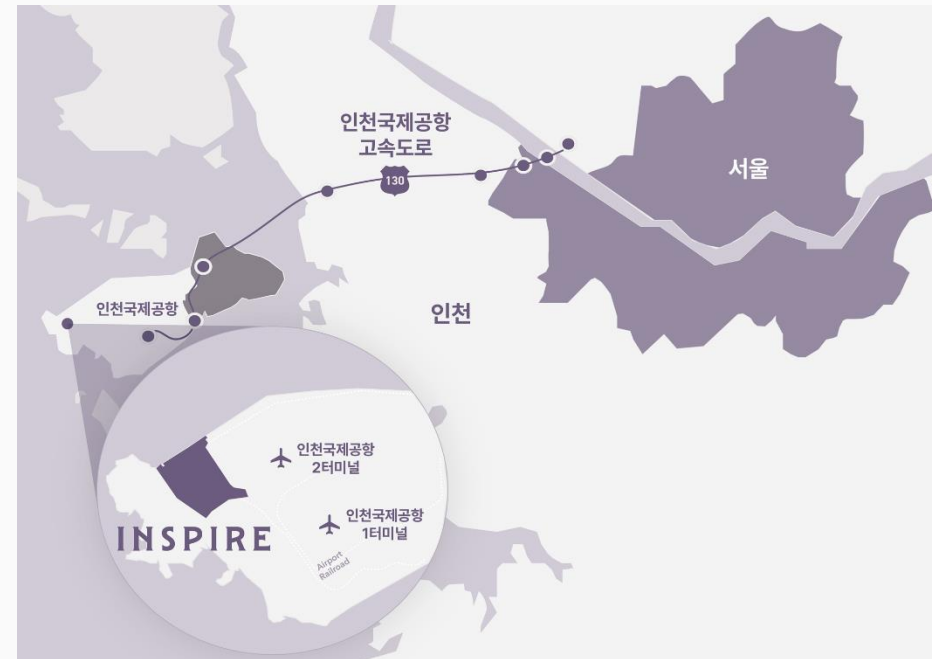 인천국제공항
고속도로
130
서울
인천국제공항
인천
인천국제공항
2터미널
INSPIRE
인천국제공항
1터미널
Airport
Railroad